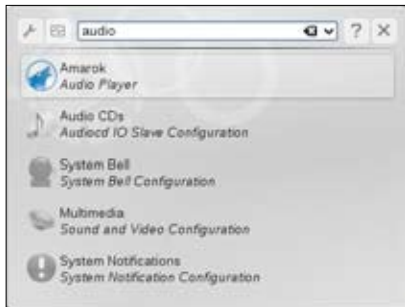 audio
?
Amarok
Audio Player
Audio CDs
Audiocd IO Slave Configuration
System Bell
System Bell Configuration
Multimedia
Sound and Video Configuration
System Notifications
System Notification Configuration